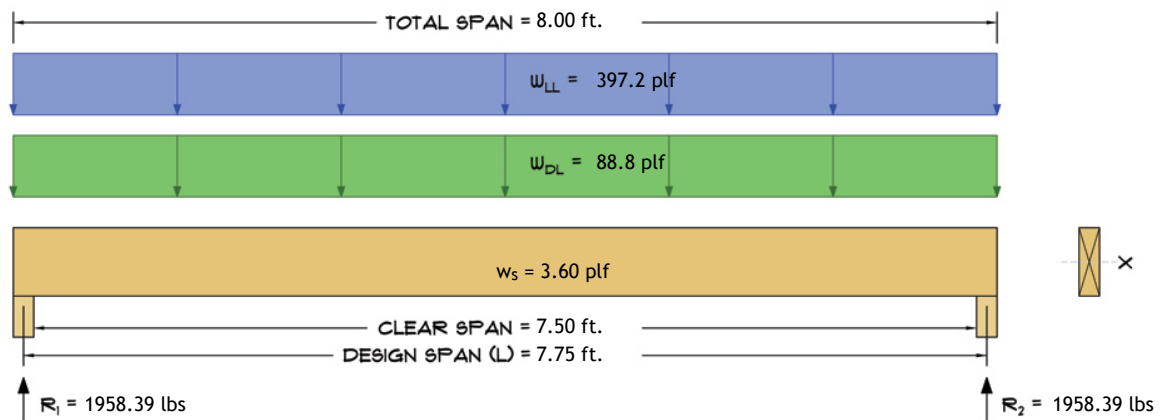 TOTAL SPAN = 8.00 ft.
wLL = 397.2 plf
wDL = 88.8 plf
ws = 3.60 plf
X
CLEAR SPAN = 7.50 ft.
DESIGN SPAN (L) = 7.75 ft.
R1 = 1958.39 lbs
R2 = 1958.39 lbs